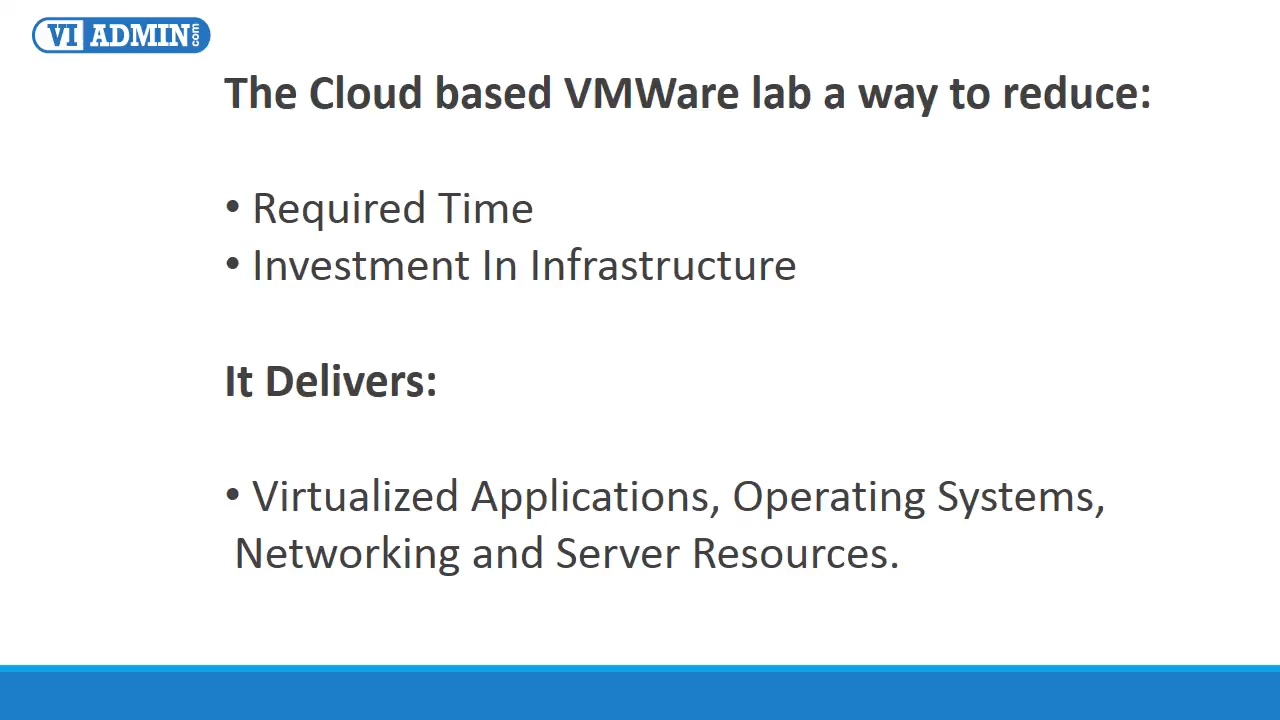 VI ADMIN.com
The Cloud based VMWare lab a way to reduce:
• Required Time
• Investment In Infrastructure
It Delivers:
• Virtualized Applications, Operating Systems,
Networking and Server Resources.